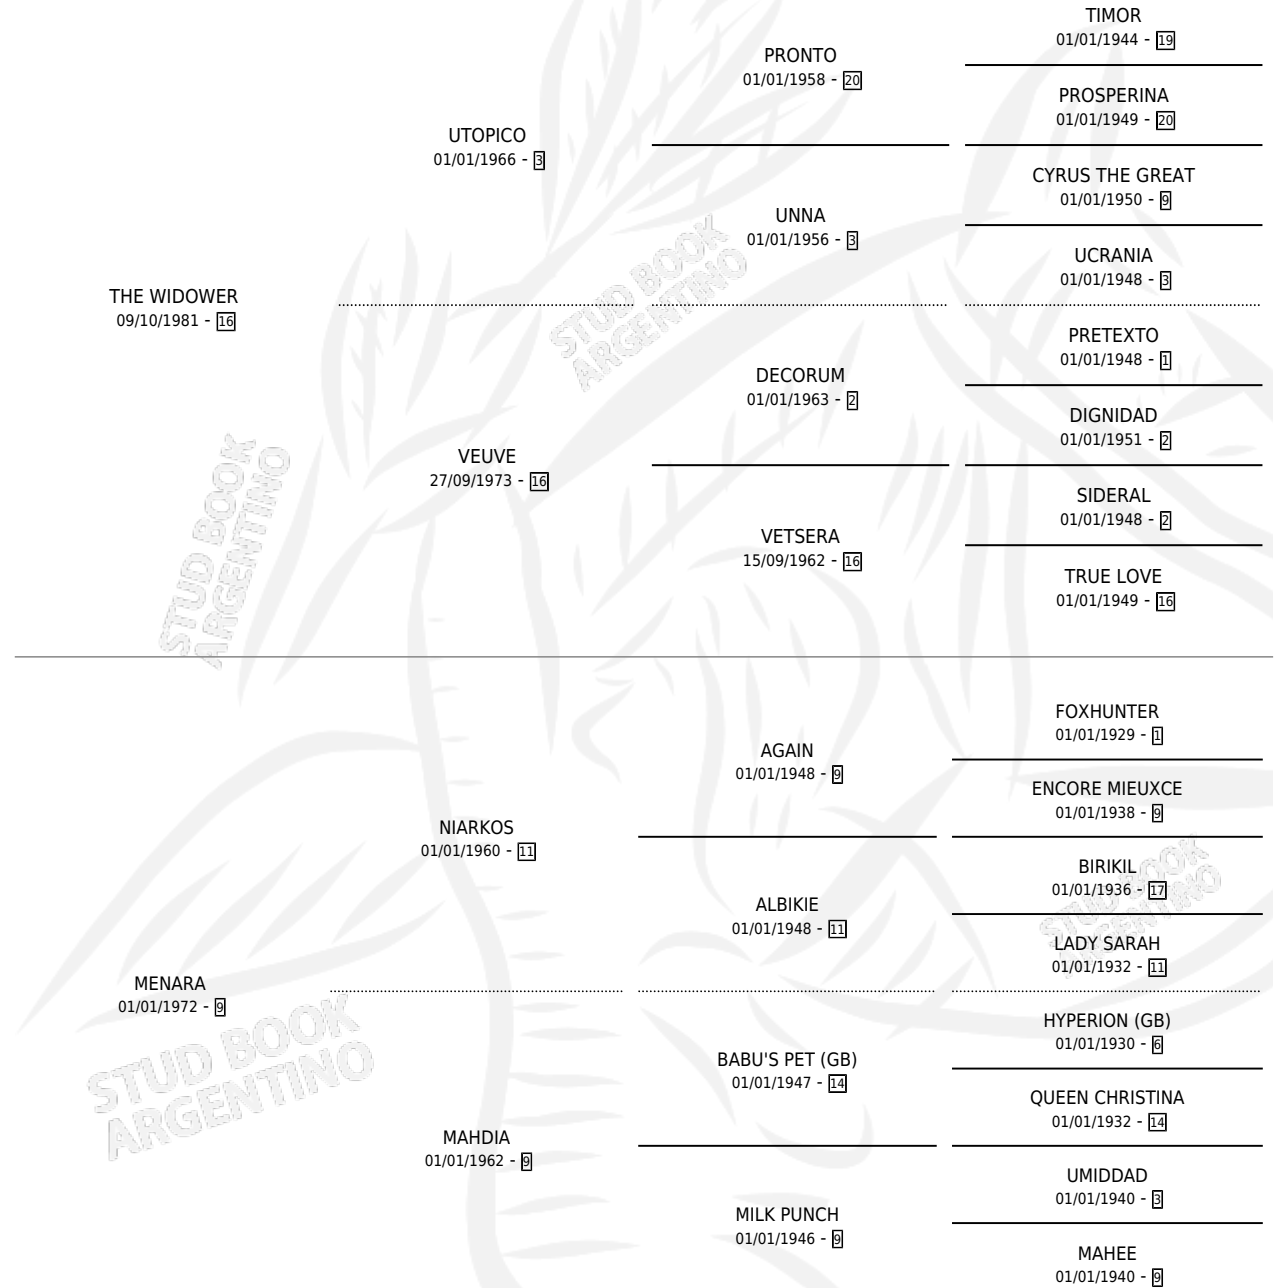 TIMOR
01/01/1944 - 19
PRONTO
01/01/1958 - 20
PROSPERINA
01/01/1949 - 20
UTOPICO
01/01/1966 - 3
CYRUS THE GREAT
01/01/1950 - 9
UNNA
01/01/1956 - 3
UCRANIA
01/01/1948 - 3
THE WIDOWER
09/10/1981 - 16
PRETEXTO
01/01/1948 - 1
DECORUM
01/01/1963 - 2
DIGNIDAD
01/01/1951 - 2
VEUVE
27/09/1973 - 16
SIDERAL
01/01/1948 - 2
VETSERA
15/09/1962 - 16
TRUE LOVE
01/01/1949 - 16
FOXHUNTER
01/01/1929 - 1
AGAIN
01/01/1948 - 9
ENCORE MIEUXCE
01/01/1938 - 9
NIARKOS
01/01/1960 - 11
BIRIKIL
01/01/1936 - 17
ALBIKIE
01/01/1948 - 11
LADY SARAH
01/01/1932 - 11
MENARA
01/01/1972 - 9
HYPERION (GB)
01/01/1930 - 6
BABU'S PET (GB)
01/01/1947 - 14
QUEEN CHRISTINA
01/01/1932 - 14
MAHDIA
01/01/1962 - 9
UMIDDAD
01/01/1940 - 3
MILK PUNCH
01/01/1946 - 9
MAHEE
01/01/1940 - 9
STUD BOOK
ARGENTINO
STUD BOOK
ARGENTINO
STUD BOOK
ARGENTINO
STUD BOOK
ARGENTINO